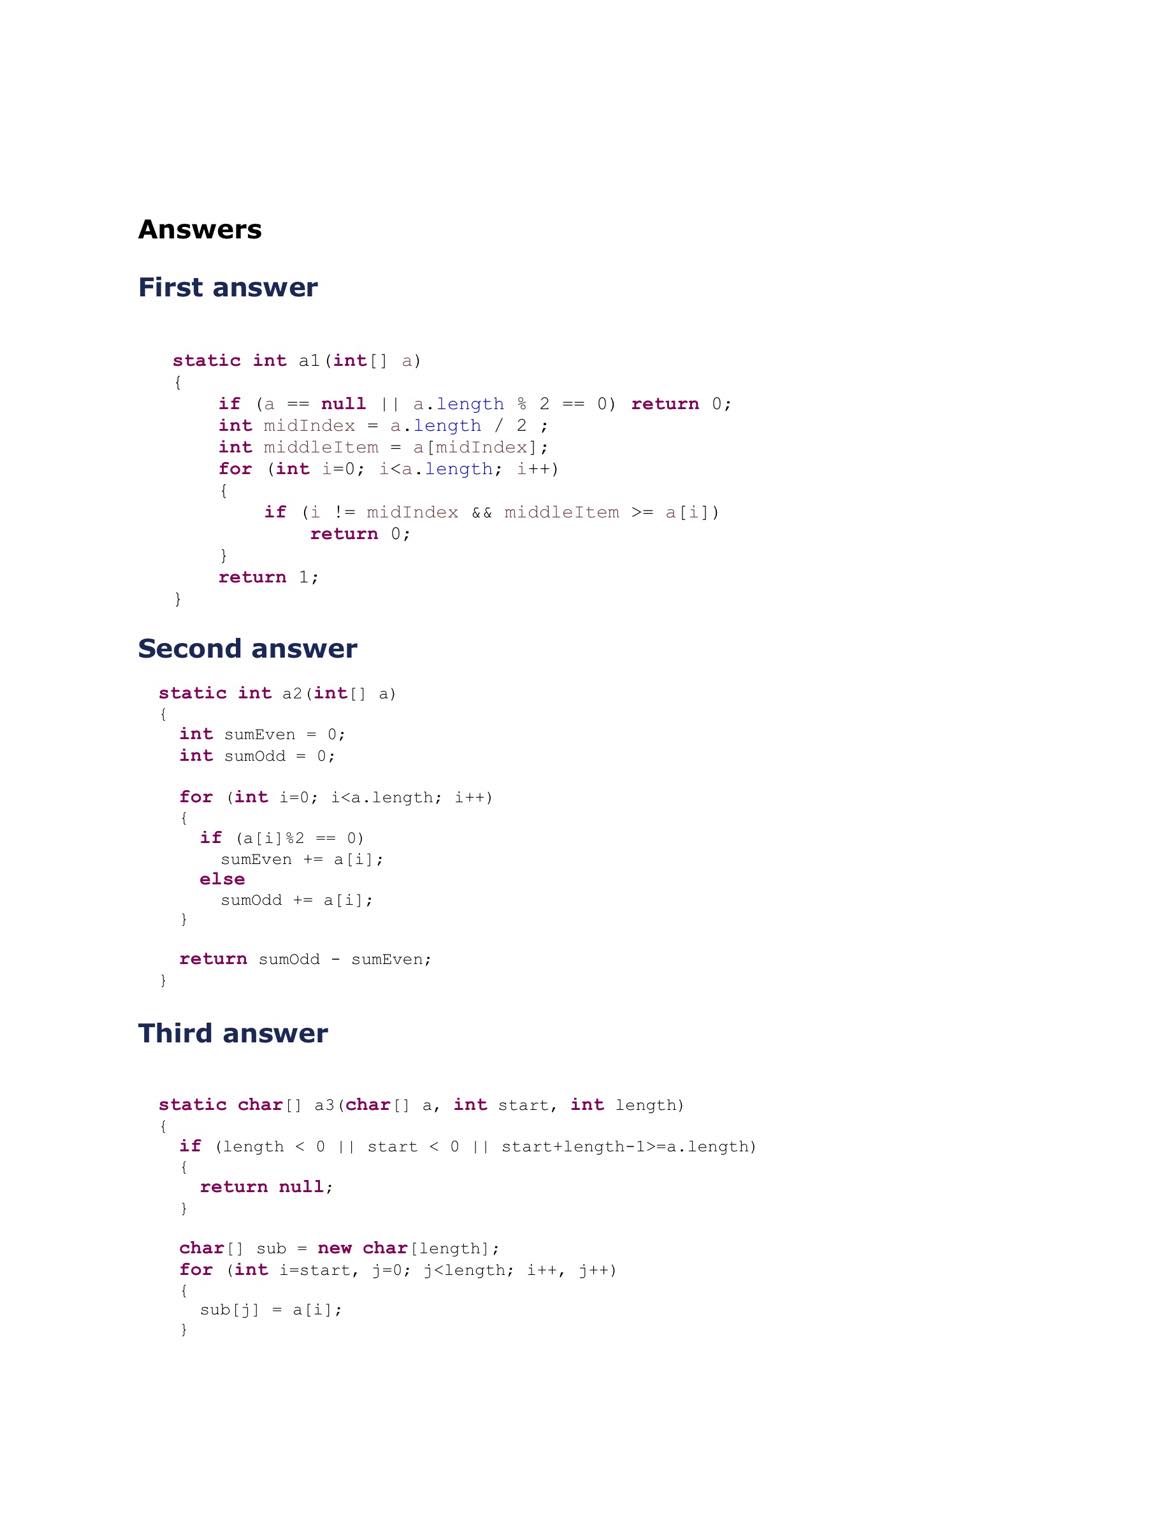 Answers
First answer
static int a1(int[] a)
{
if (a == null || a.length % 2 == 0) return 0;
int midIndex = a.length / 2 ;
int middleItem = a[midIndex];
for (int i=0; i<a.length; i++)
{
if (i != midIndex && middleItem >= a[i])
return 0;
}
return 1;
}
Second answer
static int a2(int[] a)
{
int sumEven = 0;
int sumOdd = 0;
for (int i=0; i<a.length; i++)
{
if (a[i]%2 == 0)
sumEven += a[i];
else
sumOdd += a[i];
}
return sumOdd - sumEven;
}
Third answer
static char[] a3(char[] a, int start, int length)
{
if (length < 0 || start < 0 || start+length-1>=a.length)
{
return null;
}
char[] sub = new char[length];
for (int i=start, j=0; j<length; i++, j++)
{
sub[j] = a[i];
}